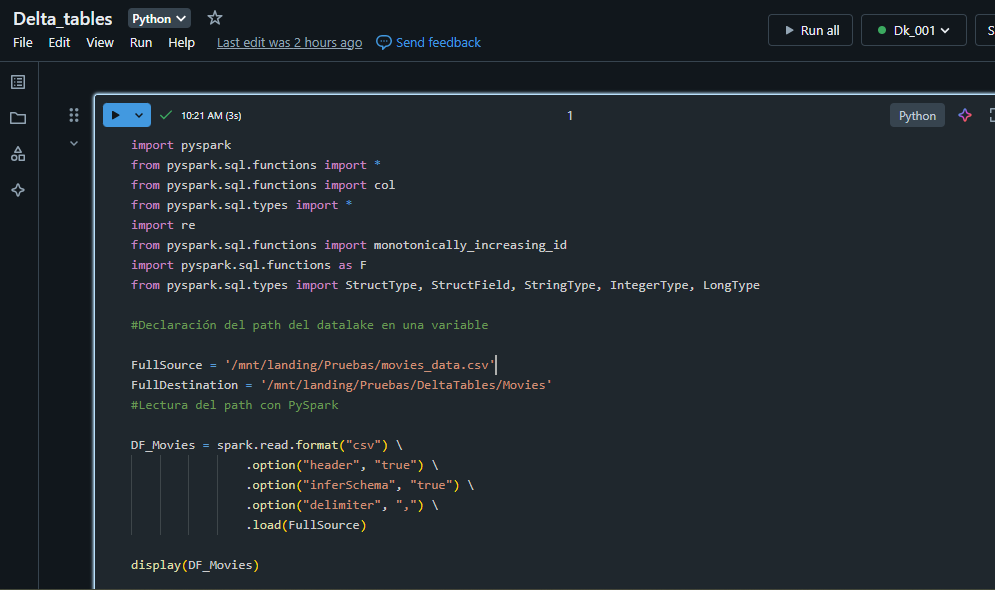 Delta_tables Python
File Edit View Run Help Last edit was 2 hours ago Send feedback
Run all Dk_001
10:21 AM (3s) 1 Python
import pyspark
from pyspark.sql.functions import *
from pyspark.sql.functions import col
from pyspark.sql.types import *
import re
from pyspark.sql.functions import monotonically_increasing_id
import pyspark.sql.functions as F
from pyspark.sql.types import StructType, StructField, StringType, IntegerType, LongType
#Declaración del path del datalake en una variable
FullSource = '/mnt/landing/Pruebas/movies_data.csv'
FullDestination = '/mnt/landing/Pruebas/DeltaTables/Movies'
#Lectura del path con PySpark
DF_Movies = spark.read.format("csv") \
.option("header", "true") \
.option("inferSchema", "true") \
.option("delimiter", ",") \
.load(FullSource)
display(DF_Movies)